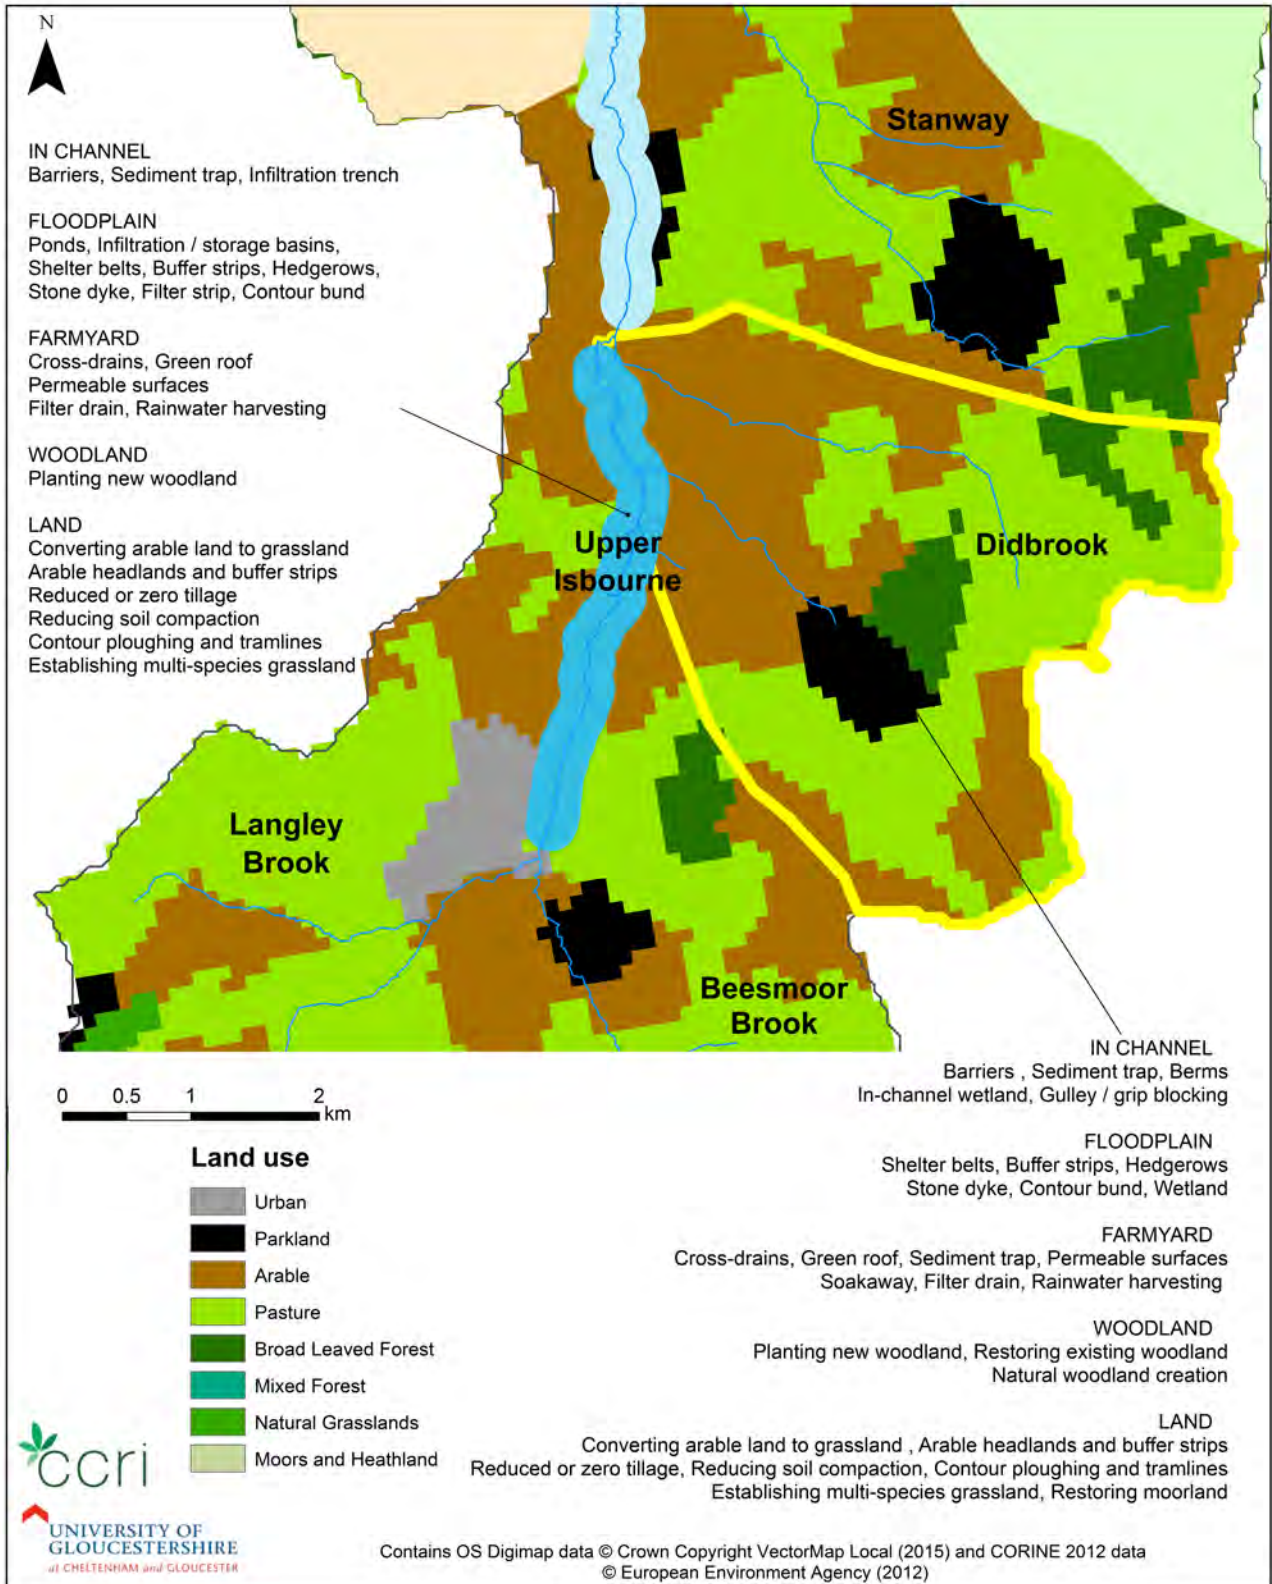 N
IN CHANNEL
Barriers, Sediment trap, Infiltration trench
FLOODPLAIN
Ponds, Infiltration / storage basins,
Shelter belts, Buffer strips, Hedgerows,
Stone dyke, Filter strip, Contour bund
FARMYARD
Cross-drains, Green roof
Permeable surfaces
Filter drain, Rainwater harvesting
WOODLAND
Planting new woodland
LAND
Converting arable land to grassland
Arable headlands and buffer strips
Reduced or zero tillage
Reducing soil compaction
Contour ploughing and tramlines
Establishing multi-species grassland
Stanway
Upper
Isbourne
Didbrook
Langley
Brook
Beesmoor
Brook
IN CHANNEL
Barriers , Sediment trap, Berms
In-channel wetland, Gulley / grip blocking
FLOODPLAIN
Shelter belts, Buffer strips, Hedgerows
Stone dyke, Contour bund, Wetland
FARMYARD
Cross-drains, Green roof, Sediment trap, Permeable surfaces
Soakaway, Filter drain, Rainwater harvesting
WOODLAND
Planting new woodland, Restoring existing woodland
Natural woodland creation
LAND
Converting arable land to grassland , Arable headlands and buffer strips
Reduced or zero tillage, Reducing soil compaction, Contour ploughing and tramlines
Establishing multi-species grassland, Restoring moorland
0 0.5 1 2
km
Land use
Urban
Parkland
Arable
Pasture
Broad Leaved Forest
Mixed Forest
Natural Grasslands
Moors and Heathland
ccri
UNIVERSITY OF
GLOUCESTERSHIRE
at CHELTENHAM and GLOUCESTER
Contains OS Digimap data © Crown Copyright VectorMap Local (2015) and CORINE 2012 data
© European Environment Agency (2012)